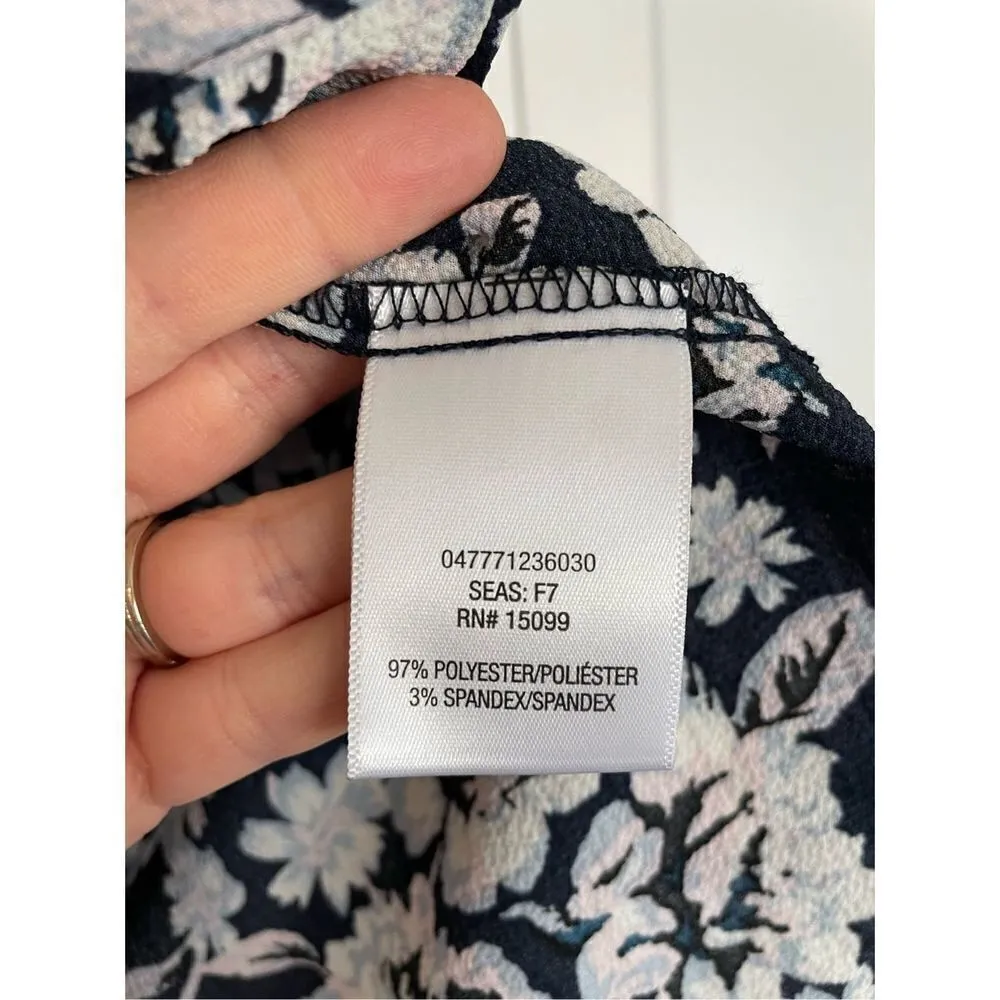 047771236030
SEAS: F7
RN# 15099
97% POLYESTER/POLIÉSTER
3% SPANDEX/SPANDEX